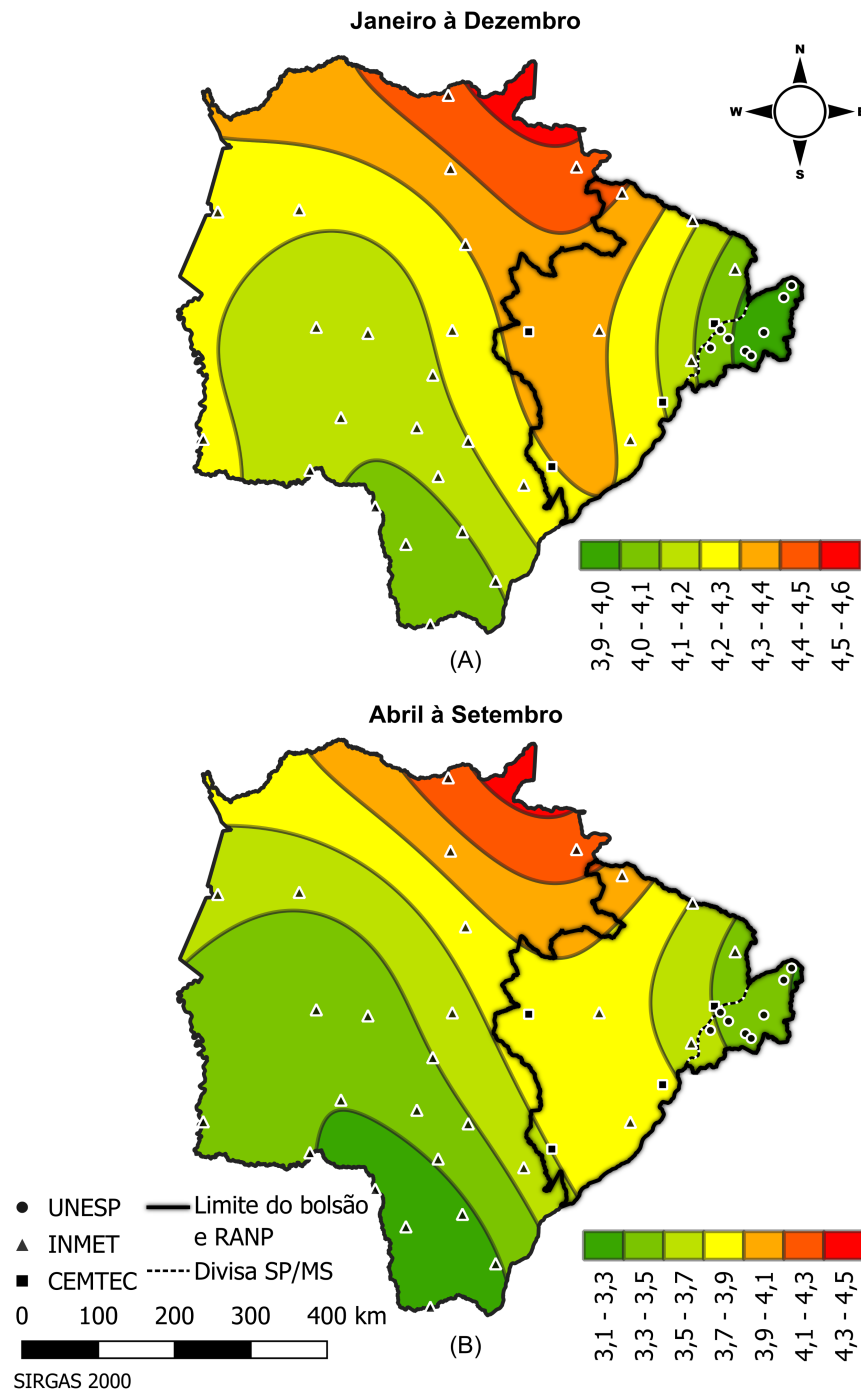 Janeiro à Dezembro
N
W
E
S
3,9 - 4,0
4,0 - 4,1
4,1 - 4,2
4,2 - 4,3
4,3 - 4,4
4,4 - 4,5
4,5 - 4,6
(A)
Abril à Setembro
UNESP
INMET
CEMTEC
Limite do bolsão
e RANP
Divisa SP/MS
0 100 200 300 400 km
SIRGAS 2000
3,1 - 3,3
3,3 - 3,5
3,5 - 3,7
3,7 - 3,9
3,9 - 4,1
4,1 - 4,3
4,3 - 4,5
(B)